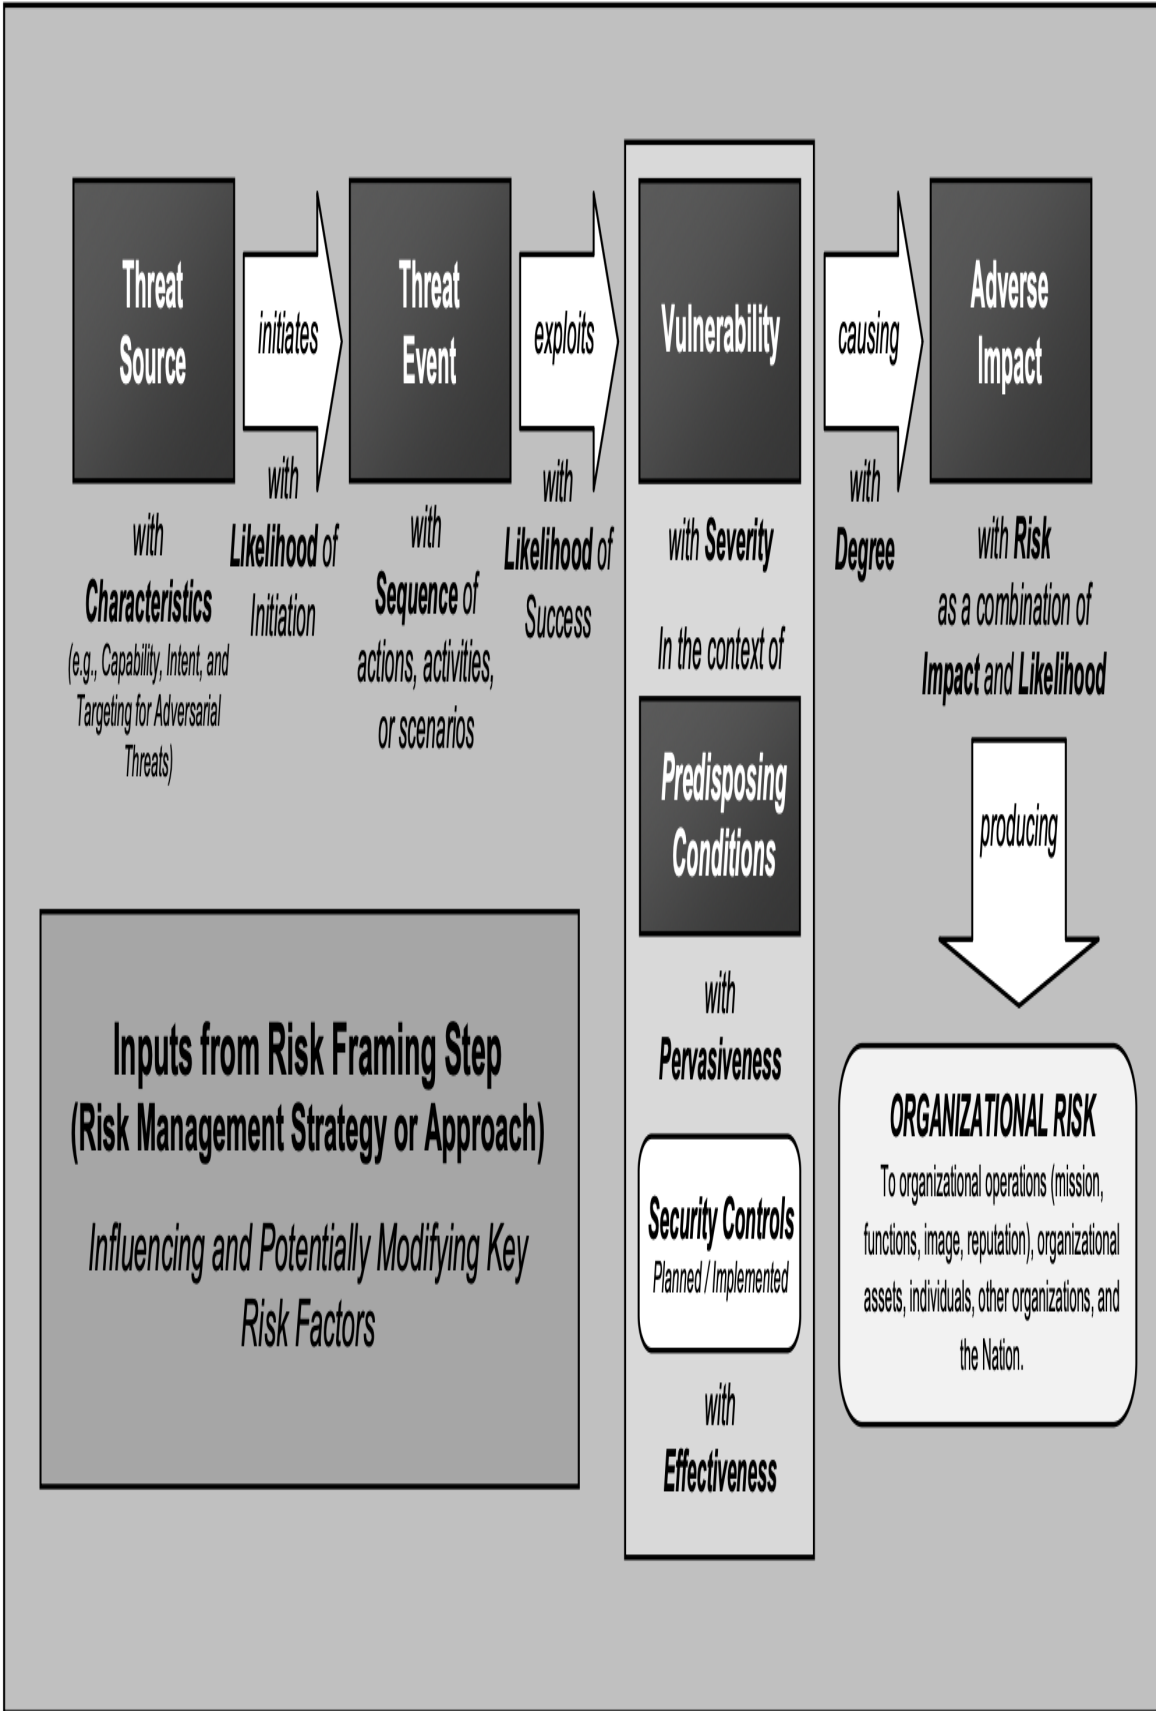 Threat
Source
with
Characteristics
(e.g., Capability, Intent, and
Targeting for Adversarial
Threats)
initiates
with
Likelihood of
Initiation
Threat
Event
with
Sequence of
actions, activities,
or scenarios
exploits
with
Likelihood of
Success
Vulnerability
with Severity
In the context of
Predisposing
Conditions
with
Pervasiveness
Security Controls
Planned / Implemented
with
Effectiveness
causing
with
Degree
Adverse
Impact
with Risk
as a combination of
Impact and Likelihood
producing
ORGANIZATIONAL RISK
To organizational operations (mission,
functions, image, reputation), organizational
assets, individuals, other organizations, and
the Nation.
Inputs from Risk Framing Step
(Risk Management Strategy or Approach)
Influencing and Potentially Modifying Key
Risk Factors